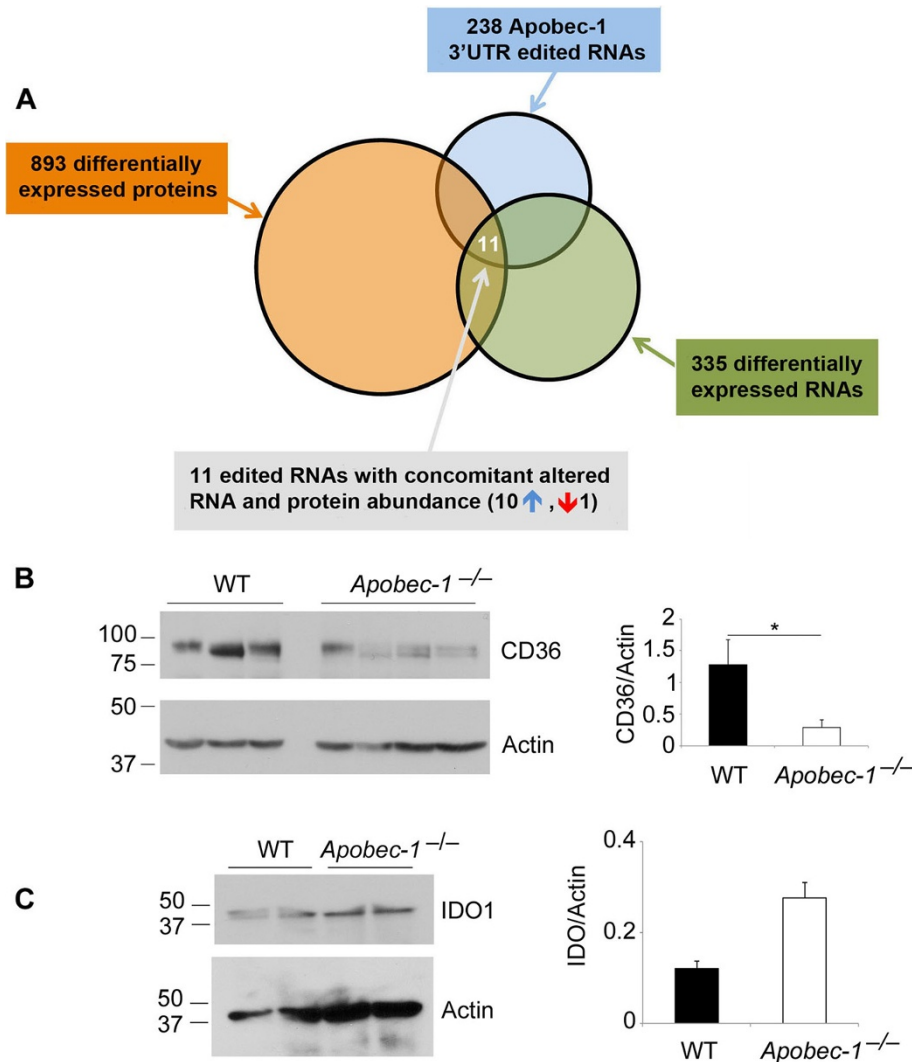 238 Apobec-1
3'UTR edited RNAs
A
893 differentially
expressed proteins
11
335 differentially
expressed RNAs
11 edited RNAs with concomitant altered
RNA and protein abundance (10 ↑ , ↓ 1)
B
WT Apobec-1 –/–
100
75
CD36
50
37
Actin
CD36/Actin
2
1.5
1
0.5
0
*
WT Apobec-1 –/–
C
WT Apobec-1 –/–
50
37
IDO1
50
37
Actin
IDO/Actin
0.4
0.2
0
WT Apobec-1 –/–